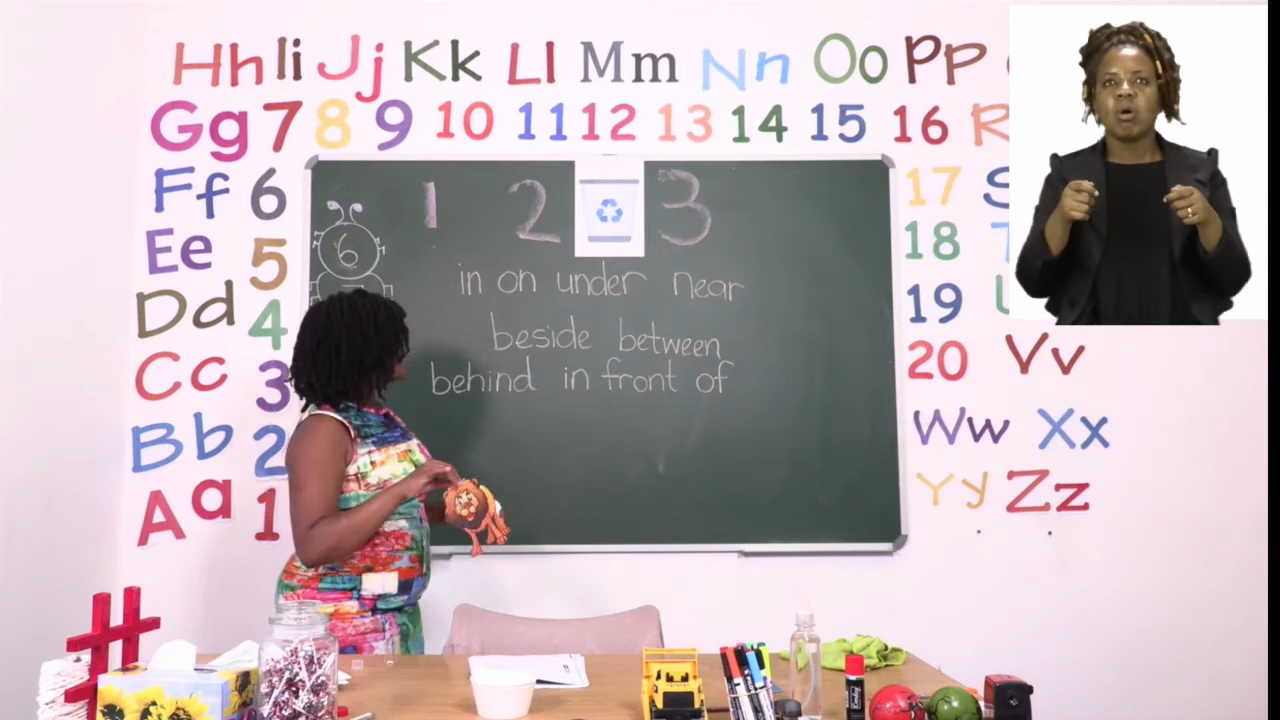 Hh Ii Jj Kk Ll Mm Nn Oo Pp
Gg 7 8 9 10 11 12 13 14 15 16 R
Ff 6 1 2 3 17 S
6
Ee 5 in on under near 18
Dd 4 beside between 19
Cc 3 behind in front of 20 Vv
Bb 2 Ww Xx
Aa 1 Yy Zz